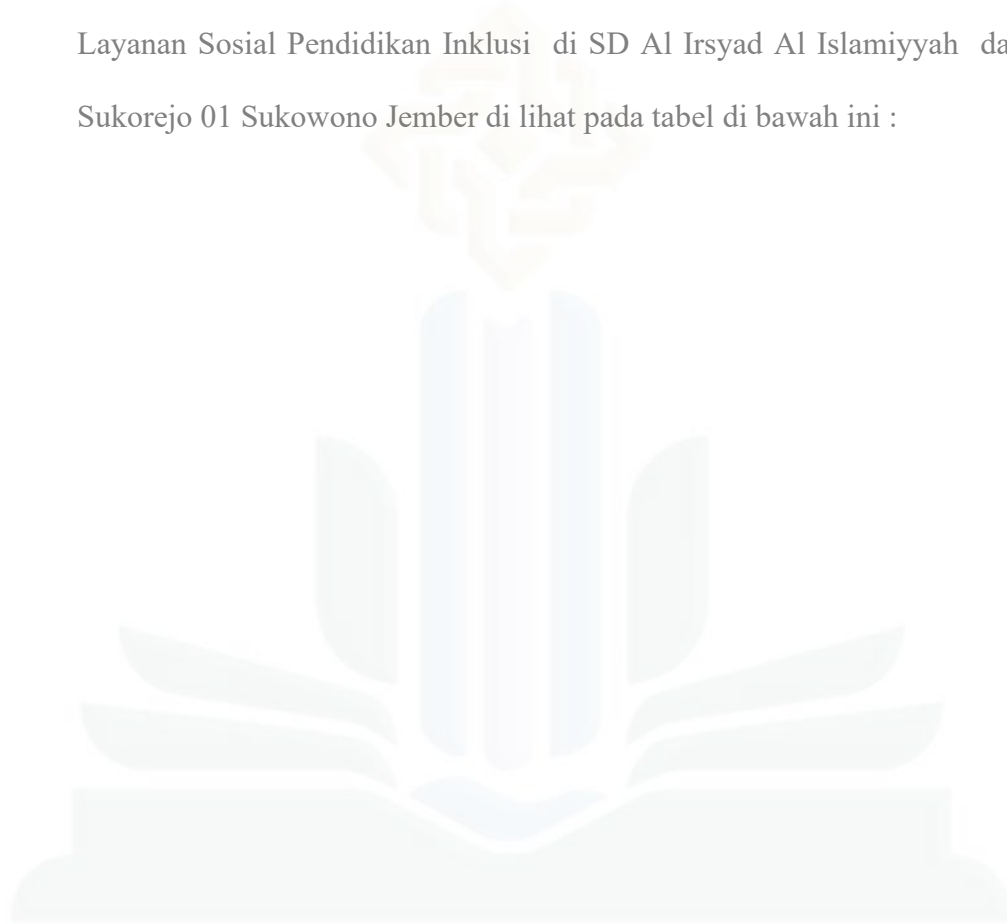 Layanan Sosial Pendidikan Inklusi di SD Al Irsyad Al Islamiyyah
Sukorejo 01 Sukowono Jember di lihat pada tabel di bawah ini :